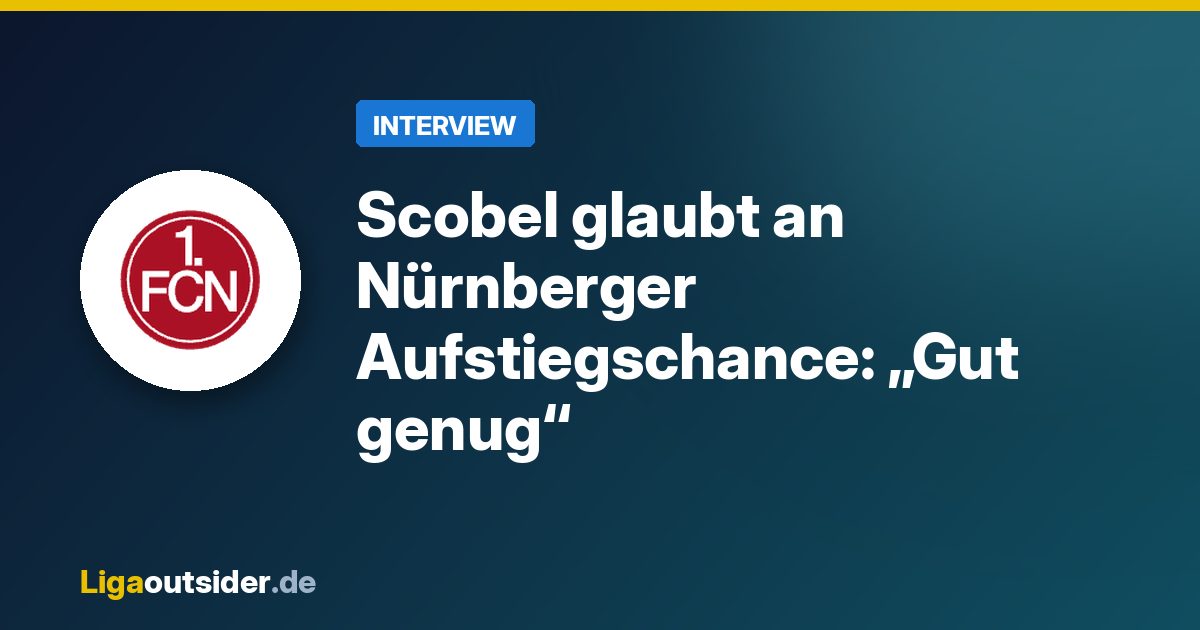 INTERVIEW
Scobel glaubt an
Nürnberger
Aufstiegschance: „Gut
genug“
1.
FCN
Ligaoutsider.de